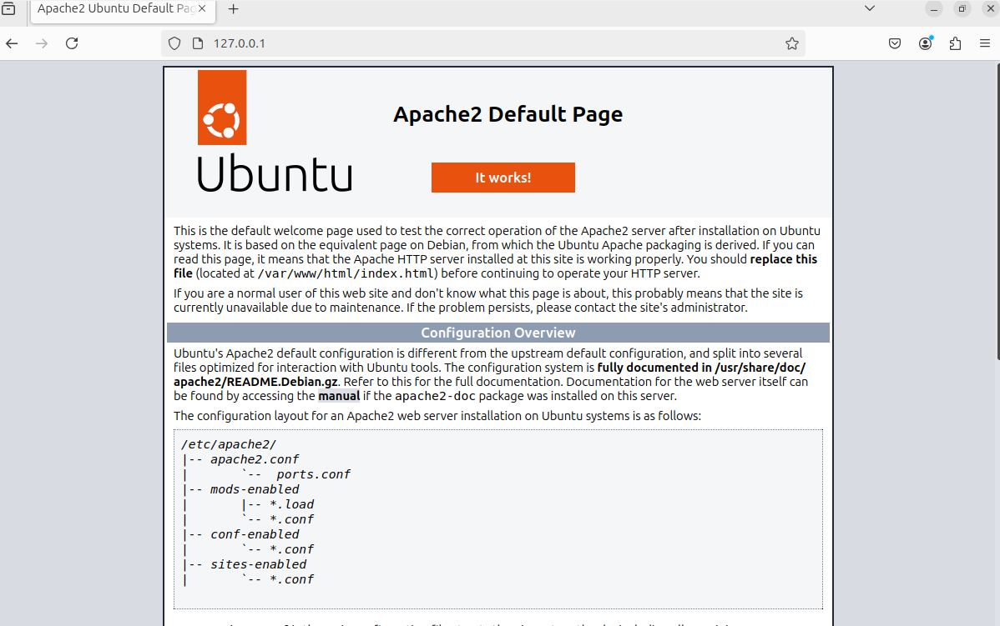 Apache2 Ubuntu Default Pag
127.0.0.1
Ubuntu
Apache2 Default Page
It works!
This is the default welcome page used to test the correct operation of the Apache2 server after installation on Ubuntu
systems. It is based on the equivalent page on Debian, from which the Ubuntu Apache packaging is derived. If you can
read this page, it means that the Apache HTTP server installed at this site is working properly. You should replace this
file (located at /var/www/html/index.html) before continuing to operate your HTTP server.
If you are a normal user of this web site and don't know what this page is about, this probably means that the site is
currently unavailable due to maintenance. If the problem persists, please contact the site's administrator.
Configuration Overview
Ubuntu's Apache2 default configuration is different from the upstream default configuration, and split into several
files optimized for interaction with Ubuntu tools. The configuration system is fully documented in /usr/share/doc/
apache2/README.Debian.gz. Refer to this for the full documentation. Documentation for the web server itself can
be found by accessing the manual if the apache2-doc package was installed on this server.
The configuration layout for an Apache2 web server installation on Ubuntu systems is as follows:
/etc/apache2/
|-- apache2.conf
|       `--  ports.conf
|-- mods-enabled
|       |-- *.load
|       `-- *.conf
|-- conf-enabled
|       `-- *.conf
|-- sites-enabled
|       `-- *.conf